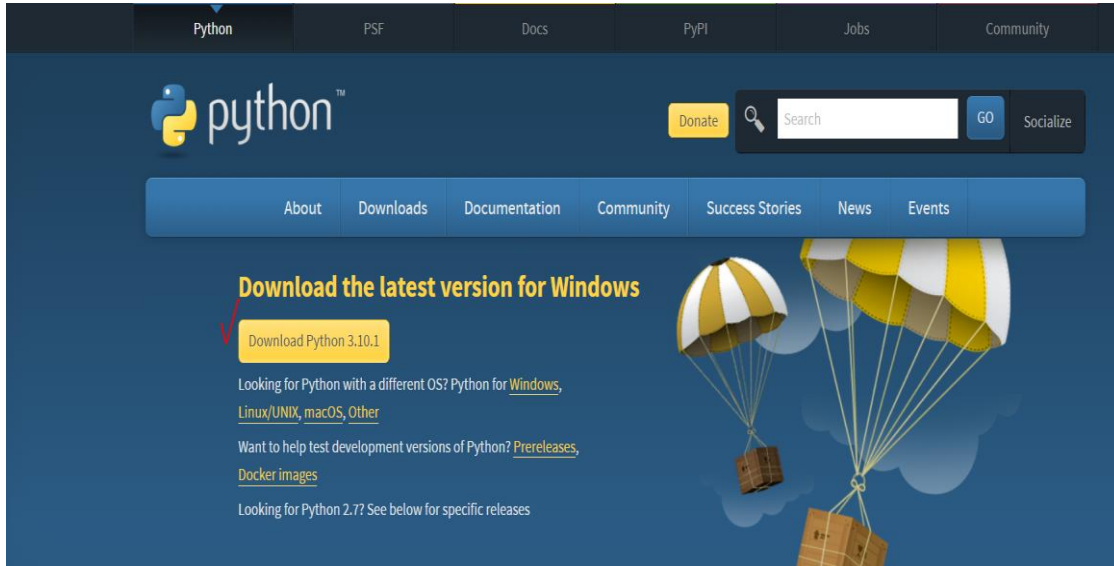 Python PSF Docs PyPI Jobs Community
python™
Donate Search GO Socialize
About Downloads Documentation Community Success Stories News Events
Download the latest version for Windows
Download Python 3.10.1
Looking for Python with a different OS? Python for Windows,
Linux/UNIX, macOS, Other
Want to help test development versions of Python? Prereleases,
Docker images
Looking for Python 2.7? See below for specific releases